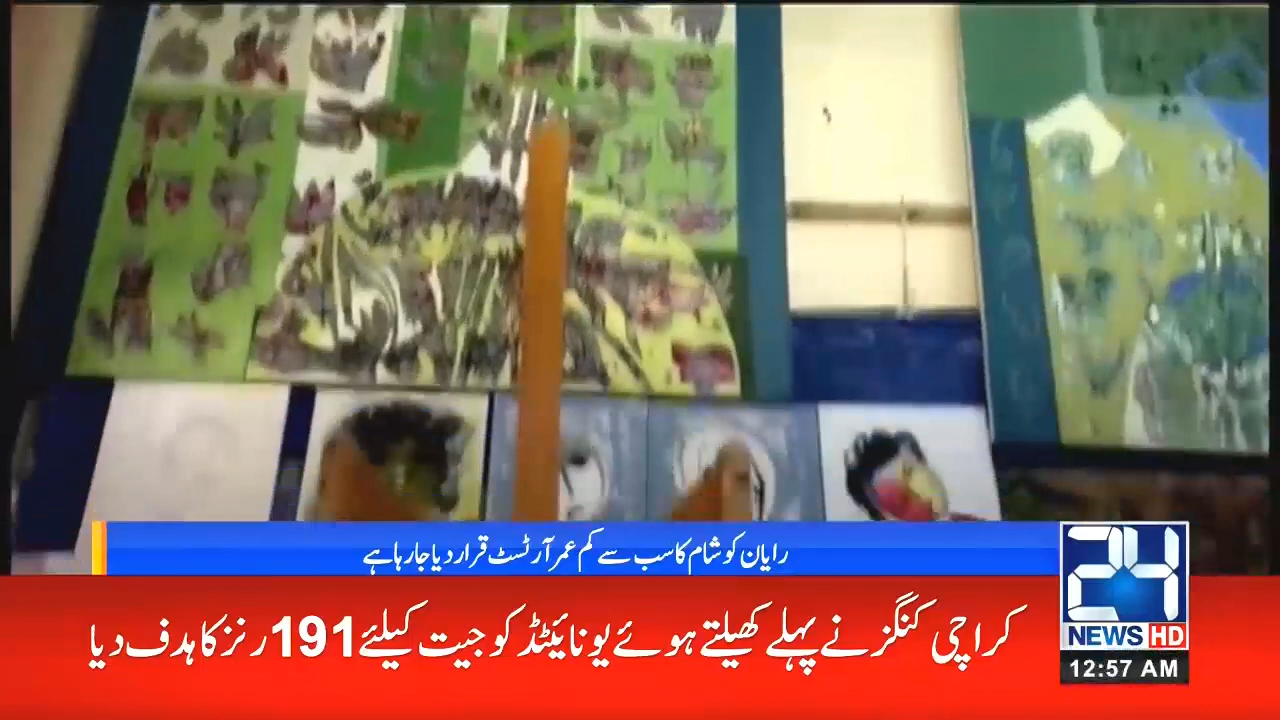 رایان کو شام کا سب سے کم عمر آرٹسٹ قرار دیا جا رہا ہے
کراچی کنگز نے پہلے کھیلتے ہوئے یونائیٹڈ کو جیت کیلئے 191 رنز کا ہدف دیا
24
NEWS HD
12:57 AM